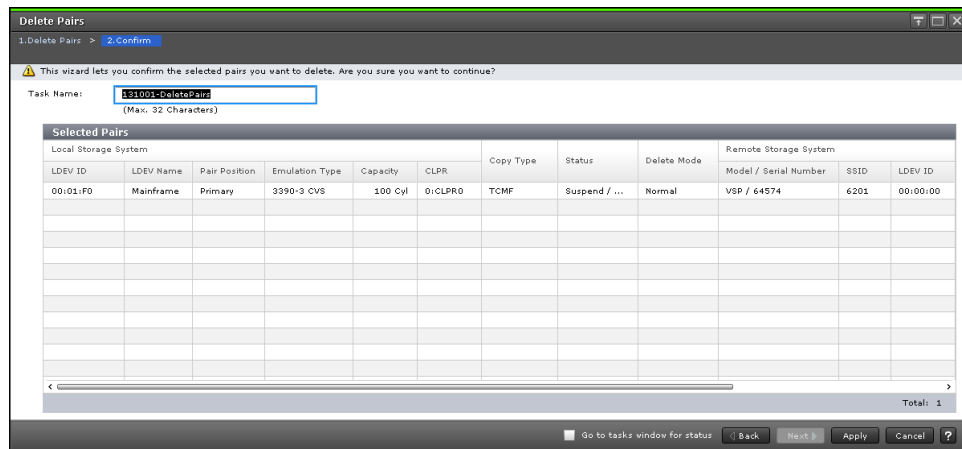 Delete Pairs
1.Delete Pairs > 2.Confirm
This wizard lets you confirm the selected pairs you want to delete. Are you sure you want to continue?
Task Name: 131001-DeletePairs
(Max. 32 Characters)
Selected Pairs
Local Storage System Copy Type Status Delete Mode Remote Storage System
LDEV ID LDEV Name Pair Position Emulation Type Capacity CLPR Model / Serial Number SSID LDEV ID
00:01:F0 Mainframe Primary 3390-3 CVS 100 Cyl 0:CLPR0 TCMF Suspend / ... Normal VSP / 64574 6201 00:00:00
Total: 1
Go to tasks window for status Back Next Apply Cancel ?